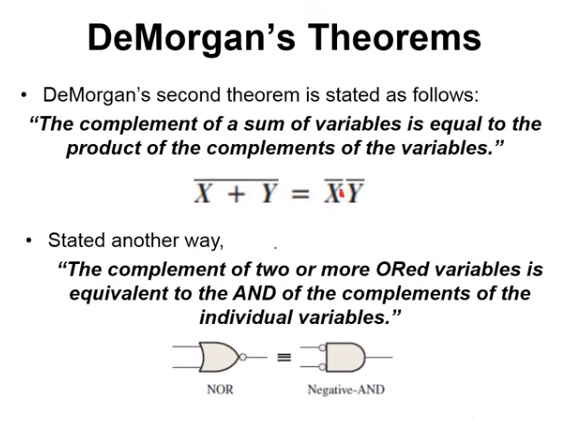 DeMorgan's Theorems
• DeMorgan's second theorem is stated as follows:
“The complement of a sum of variables is equal to the
product of the complements of the variables.”
X̅ ̅+̅ ̅Y̅ = X̅Y̅
• Stated another way,
“The complement of two or more ORed variables is
equivalent to the AND of the complements of the
individual variables.”
≡
NOR Negative-AND